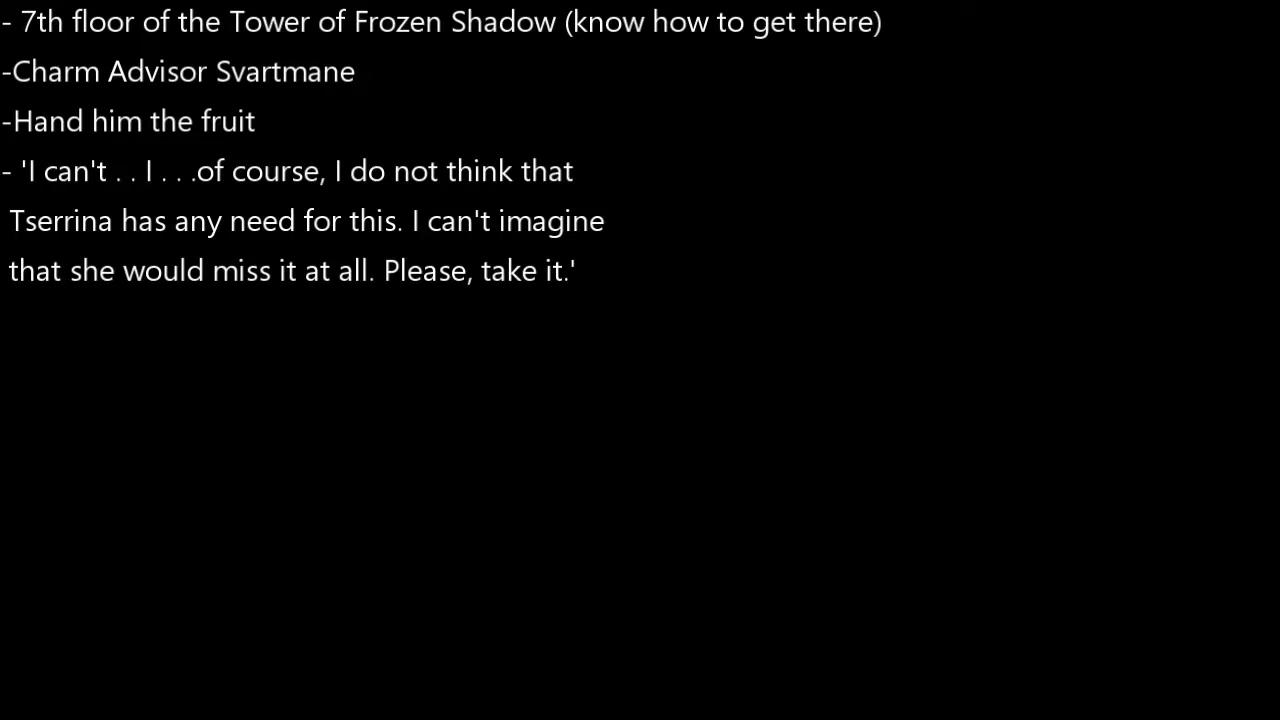 - 7th floor of the Tower of Frozen Shadow (know how to get there)
-Charm Advisor Svartmane
-Hand him the fruit
- 'I can't . . I . . .of course, I do not think that
Tserrina has any need for this. I can't imagine
that she would miss it at all. Please, take it.'